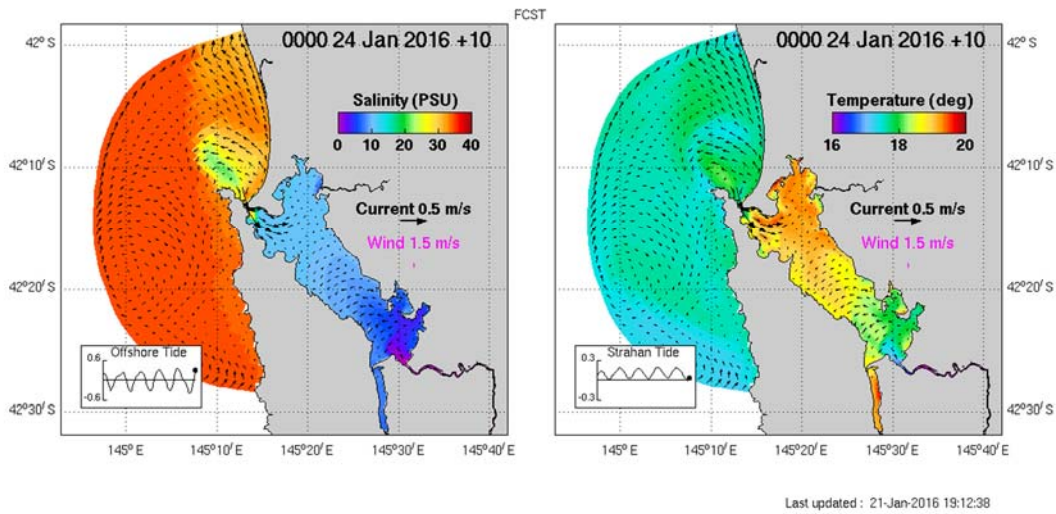 FCST
0000 24 Jan 2016 +10
Salinity (PSU)
0 10 20 30 40
Current 0.5 m/s
Wind 1.5 m/s
Offshore Tide
0.6
-0.6
42° S
42°10' S
42°20' S
42°30' S
145° E
145°10' E
145°20' E
145°30' E
145°40' E
0000 24 Jan 2016 +10
Temperature (deg)
16 18 20
Current 0.5 m/s
Wind 1.5 m/s
Strahan Tide
0.3
-0.3
42° S
42°10' S
42°20' S
42°30' S
145° E
145°10' E
145°20' E
145°30' E
145°40' E
Last updated : 21-Jan-2016 19:12:38